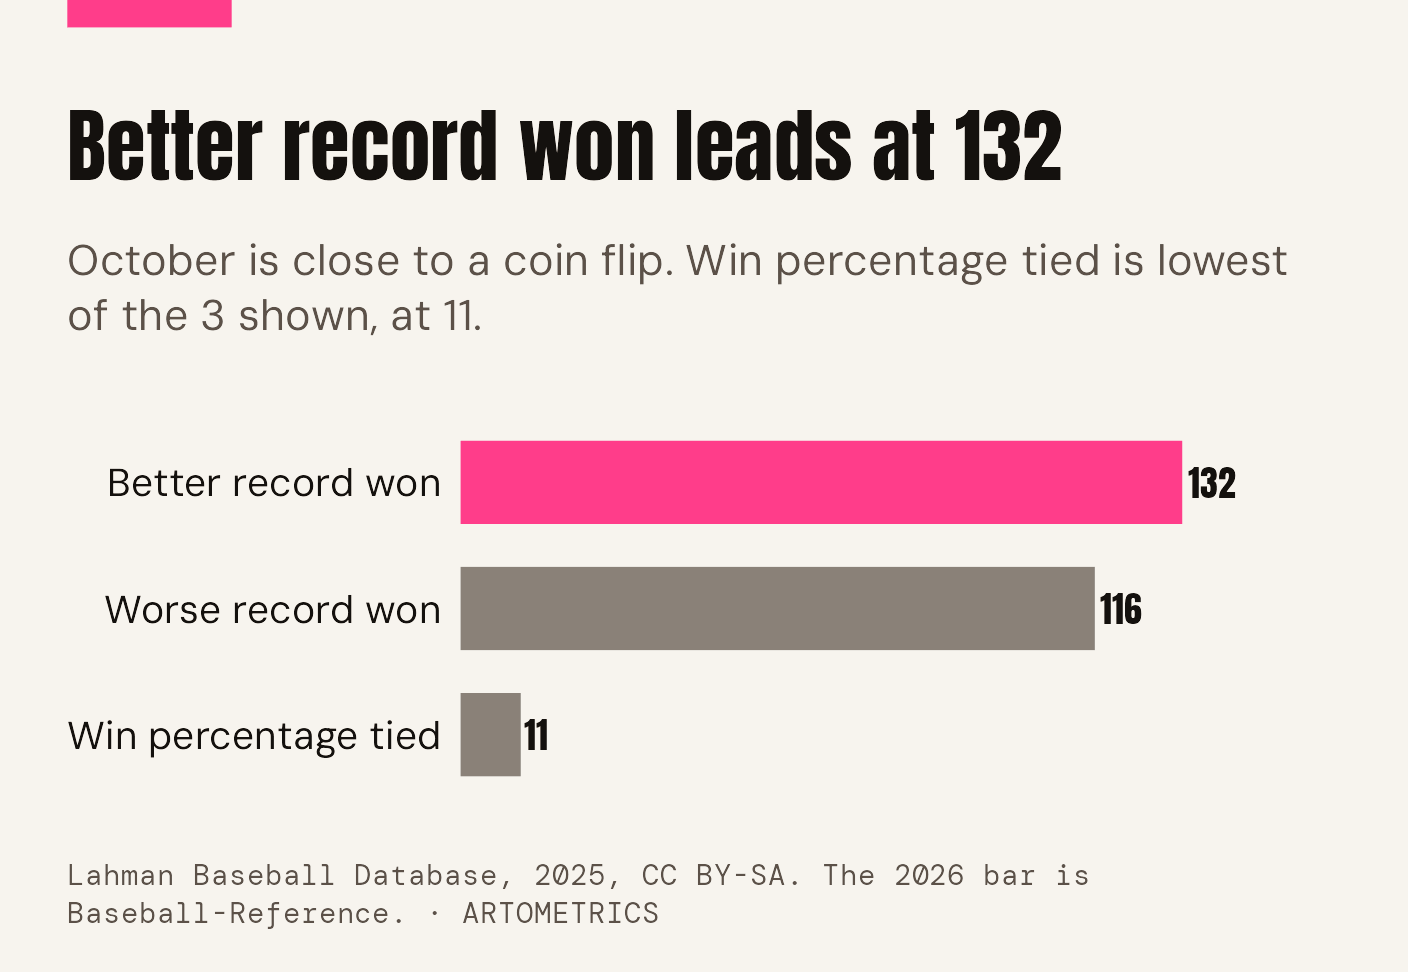 Better record won leads at 132
October is close to a coin flip. Win percentage tied is lowest
of the 3 shown, at 11.
Better record won 132
Worse record won 116
Win percentage tied 11
Lahman Baseball Database, 2025, CC BY-SA. The 2026 bar is
Baseball-Reference. · ARTOMETRICS